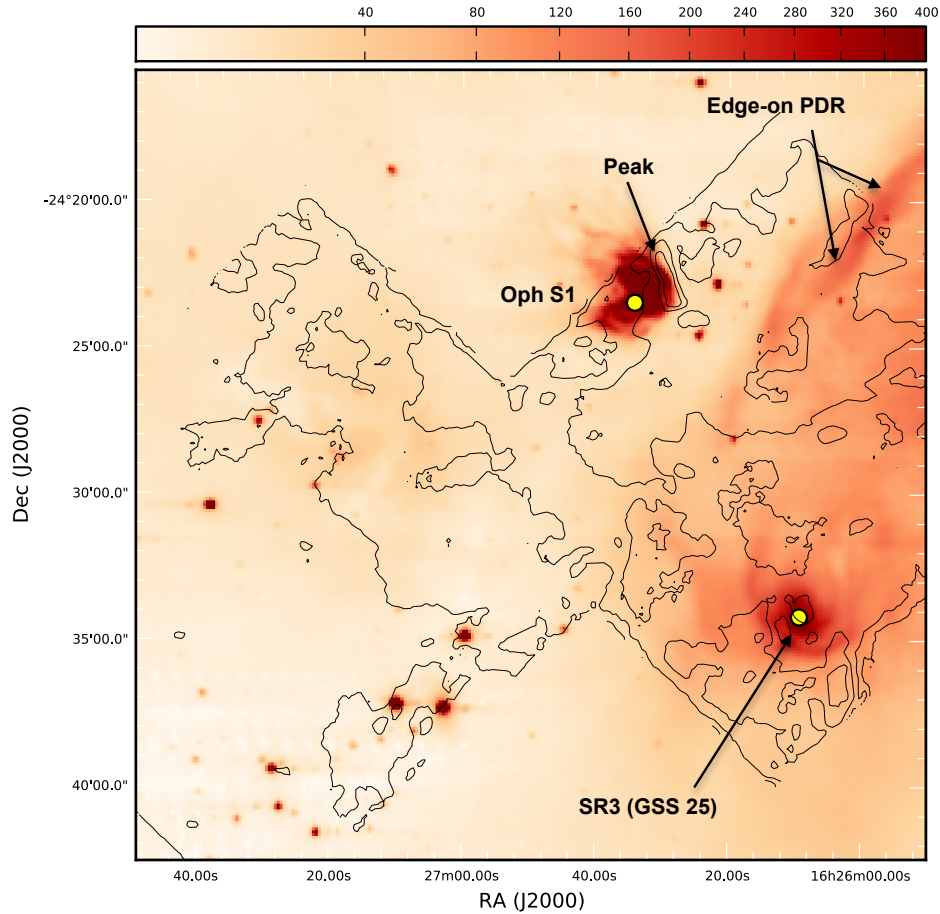 40 80 120 160 200 240 280 320 360 400
Edge-on PDR
Peak
-24°20'00.0"
Oph S1
25'00.0"
Dec (J2000)
30'00.0"
35'00.0"
40'00.0"
SR3 (GSS 25)
40.00s 20.00s 27m00.00s 40.00s 20.00s 16h26m00.00s
RA (J2000)